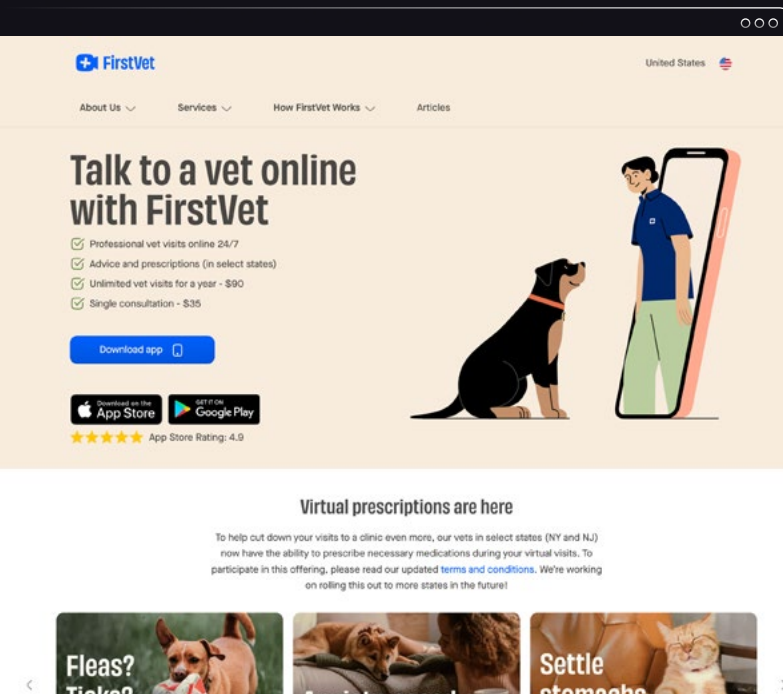 FirstVet
United States
About Us
Services
How FirstVet Works
Articles
Talk to a vet online
with FirstVet
Professional vet visits online 24/7
Advice and prescriptions (in select states)
Unlimited vet visits for a year - $90
Single consultation - $35
Download app
Download on the
App Store
GET IT ON
Google Play
App Store Rating: 4.9
Virtual prescriptions are here
To help cut down your visits to a clinic even more, our vets in select states (NY and NJ)
now have the ability to prescribe necessary medications during your virtual visits. To
participate in this offering, please read our updated terms and conditions. We're working
on rolling this out to more states in the future!
Fleas?
Ticks?
Settle
stomachs